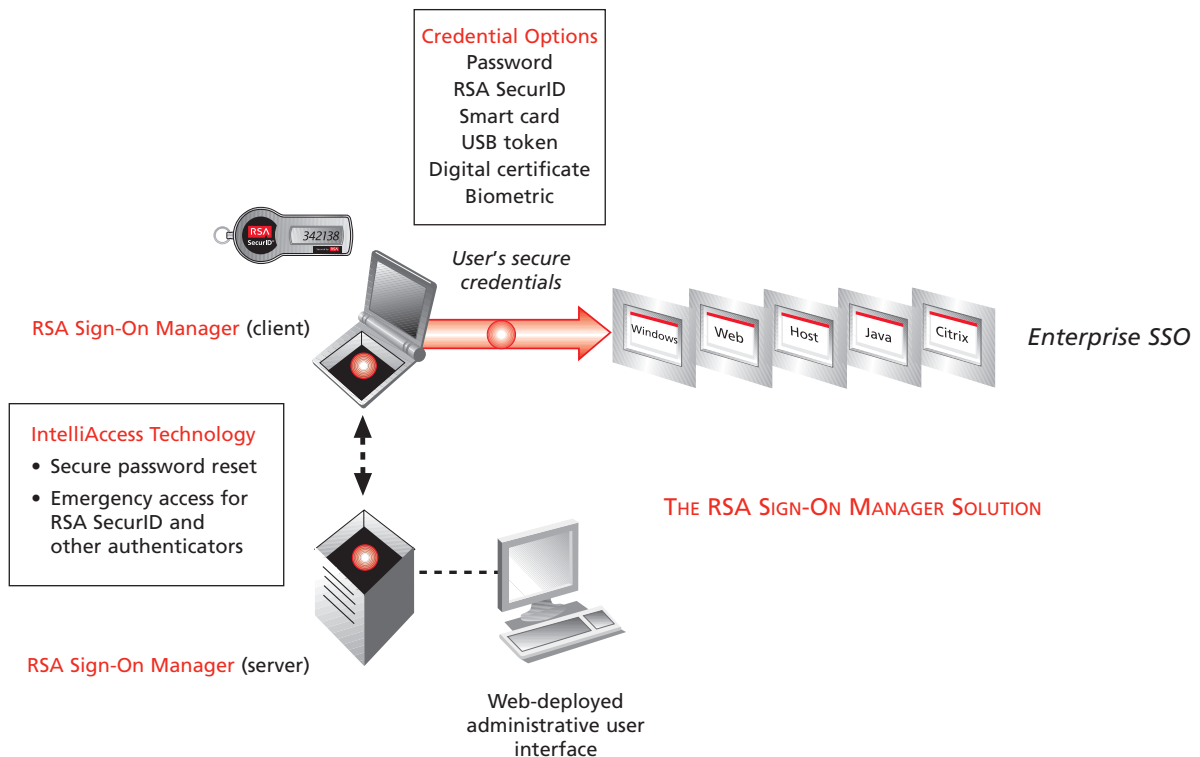 Credential Options
Password
RSA SecurID
Smart card
USB token
Digital certificate
Biometric
RSA
SecurID
342138
User's secure
credentials
RSA Sign-On Manager (client)
Windows
Web
Host
Java
Citrix
Enterprise SSO
IntelliAccess Technology
• Secure password reset
• Emergency access for
RSA SecurID and
other authenticators
THE RSA SIGN-ON MANAGER SOLUTION
RSA Sign-On Manager (server)
Web-deployed
administrative user
interface